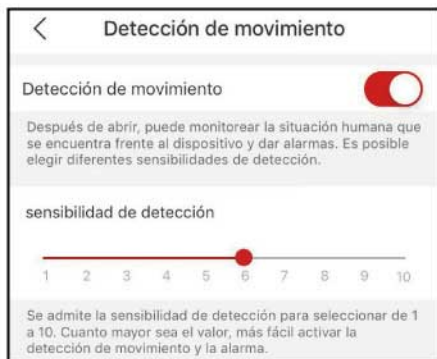 Detección de movimiento
Detección de movimiento
Después de abrir, puede monitorear la situación humana que
se encuentra frente al dispositivo y dar alarmas. Es posible
elegir diferentes sensibilidades de detección.
sensibilidad de detección
1 2 3 4 5 6 7 8 9 10
Se admite la sensibilidad de detección para seleccionar de 1
a 10. Cuanto mayor sea el valor, más fácil activar la
detección de movimiento y la alarma.